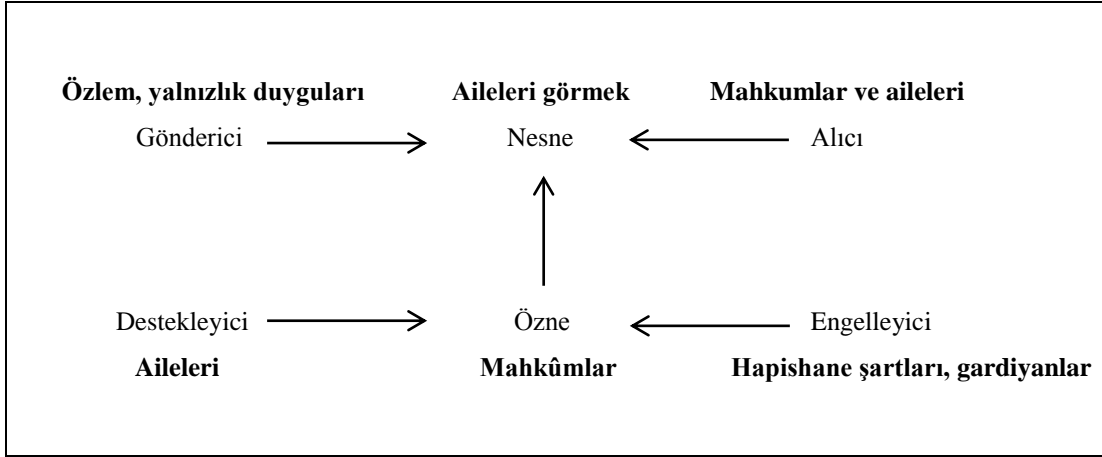 Özlem, yalnızlık duyguları Aileleri görmek Mahkumlar ve aileleri
Gönderici Nesne Alıcı
Destekleyici Özne Engelleyici
Aileleri Mahkûmlar Hapishane şartları, gardiyanlar